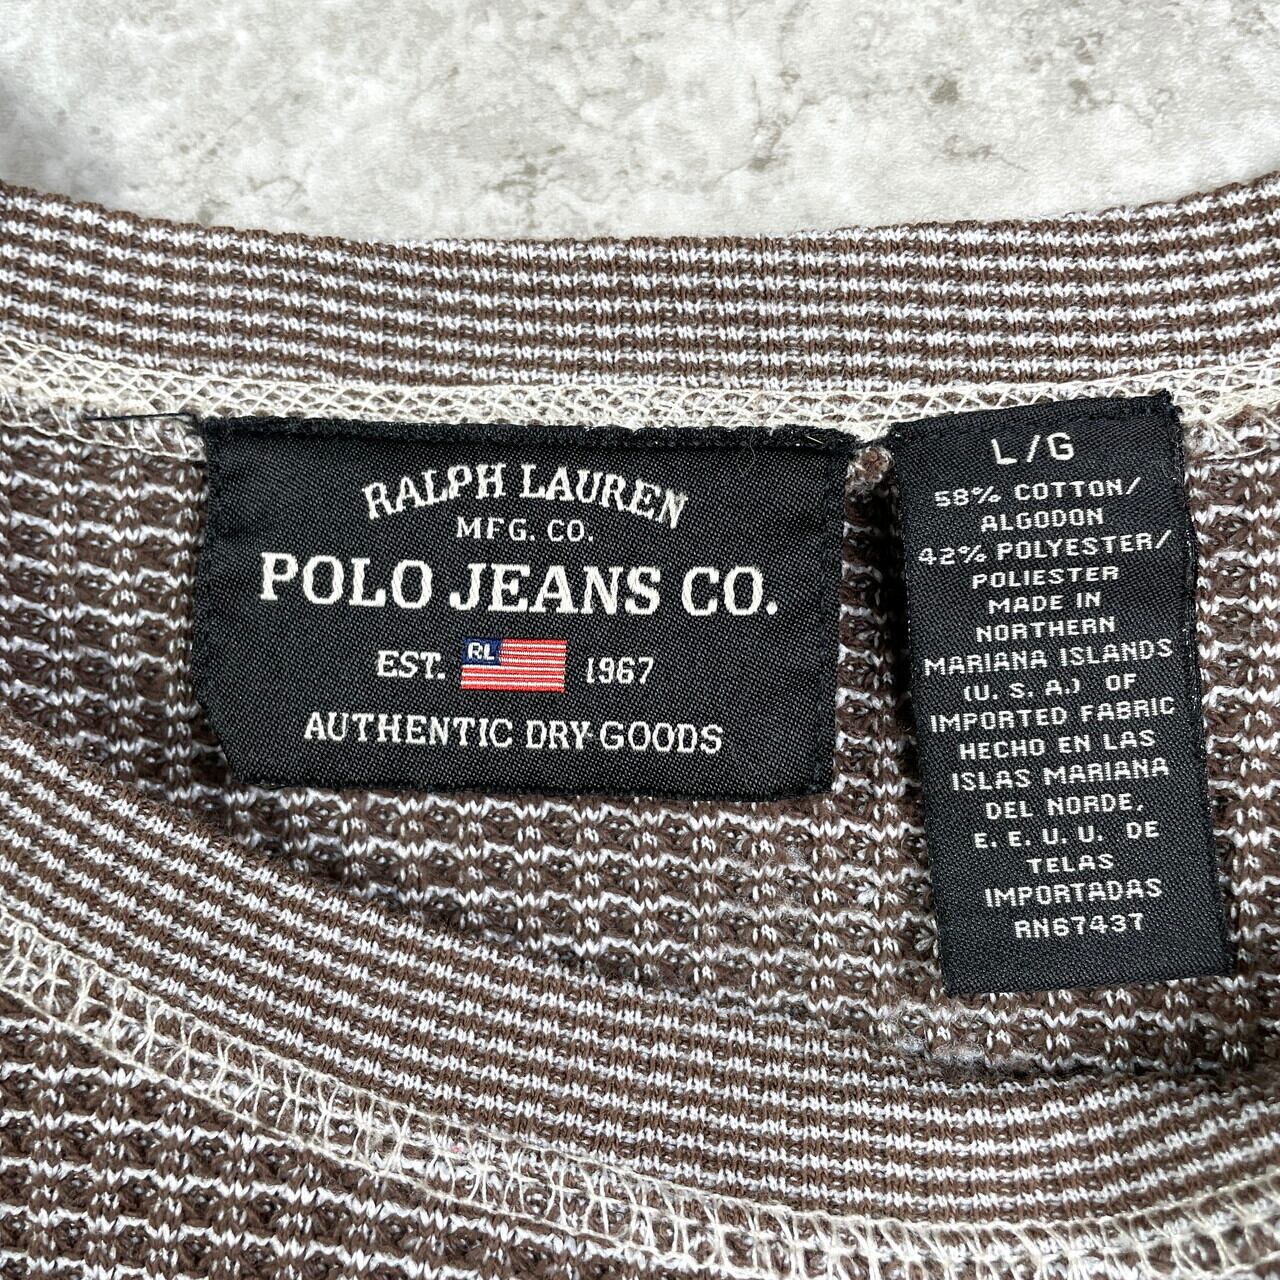 RALPH LAUREN
MFG. CO.
POLO JEANS CO.
EST. RL 1967
AUTHENTIC DRY GOODS
L/G
58% COTTON/
ALGODON
42% POLYESTER/
POLIESTER
MADE IN
NORTHERN
MARIANA ISLANDS
(U. S. A.) OF
IMPORTED FABRIC
HECHO EN LAS
ISLAS MARIANA
DEL NORDE,
E. E. U. U. DE
TELAS
IMPORTADAS
RN67437